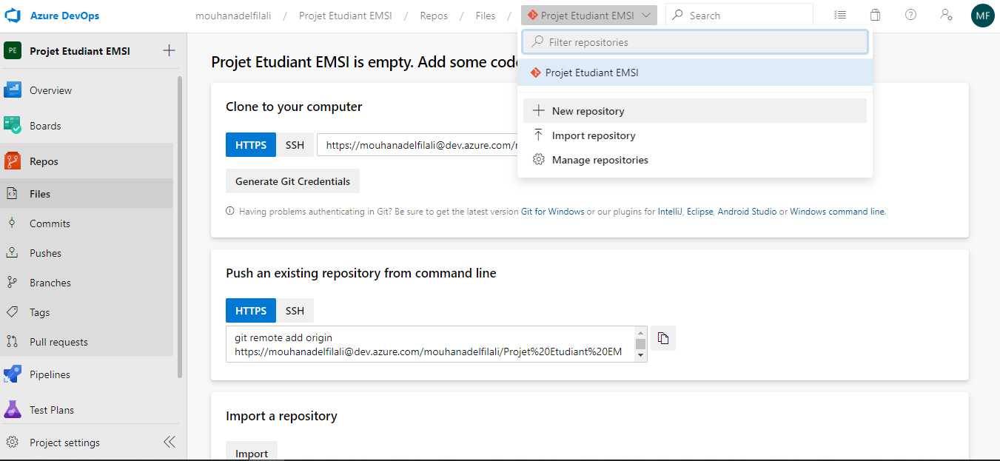 Azure DevOps
mouhanadelfilali / Projet Etudiant EMSI / Repos / Files / Projet Etudiant EMSI
Search
MF
PE Projet Etudiant EMSI
Overview
Boards
Repos
Files
Commits
Pushes
Branches
Tags
Pull requests
Pipelines
Test Plans
Project settings
Filter repositories
Projet Etudiant EMSI
New repository
Import repository
Manage repositories
Projet Etudiant EMSI is empty. Add some
Clone to your computer
HTTPS SSH
https://mouhanadelfilali@dev.azure.com/
Generate Git Credentials
Having problems authenticating in Git? Be sure to get the latest version Git for Windows or our plugins for IntelliJ, Eclipse, Android Studio or Windows command line.
Push an existing repository from command line
HTTPS SSH
git remote add origin
https://mouhanadelfilali@dev.azure.com/mouhanadelfilali/Projet%20Etudiant%20EM
Import a repository
Import